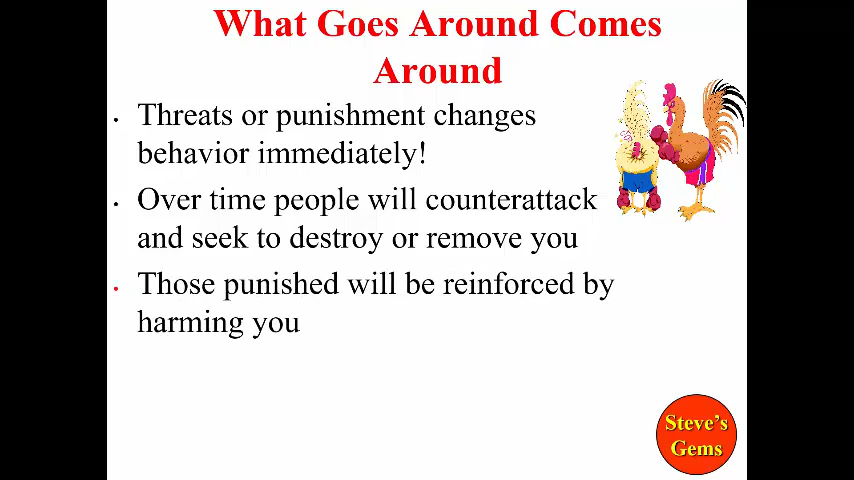 What Goes Around Comes
Around
• Threats or punishment changes
behavior immediately!
• Over time people will counterattack
and seek to destroy or remove you
• Those punished will be reinforced by
harming you
Steve's
Gems